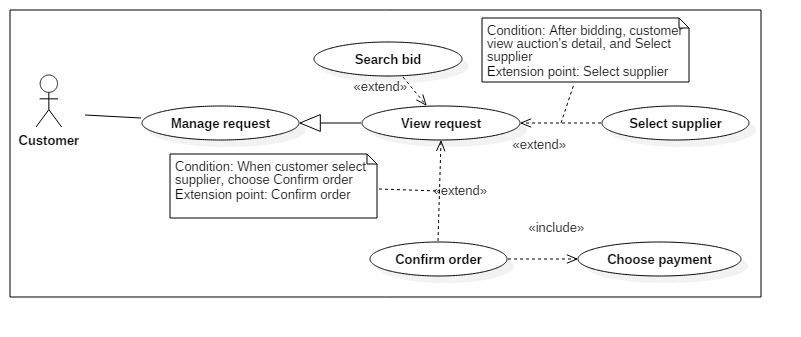 Condition: After bidding, customer
view auction's detail, and Select
supplier
Extension point: Select supplier
Search bid
«extend»
Customer
Manage request
View request
Select supplier
«extend»
Condition: When customer select
supplier, choose Confirm order
Extension point: Confirm order
«extend»
«include»
Confirm order
Choose payment